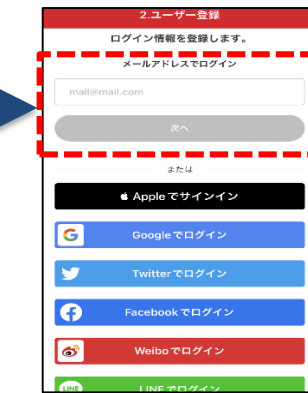 2.ユーザー登録
ログイン情報を登録します。
メールアドレスでログイン
mail@mail.com
次へ
または
Appleでサインイン
Googleでログイン
Twitterでログイン
Facebookでログイン
Weiboでログイン
LINE
LINEでログイン